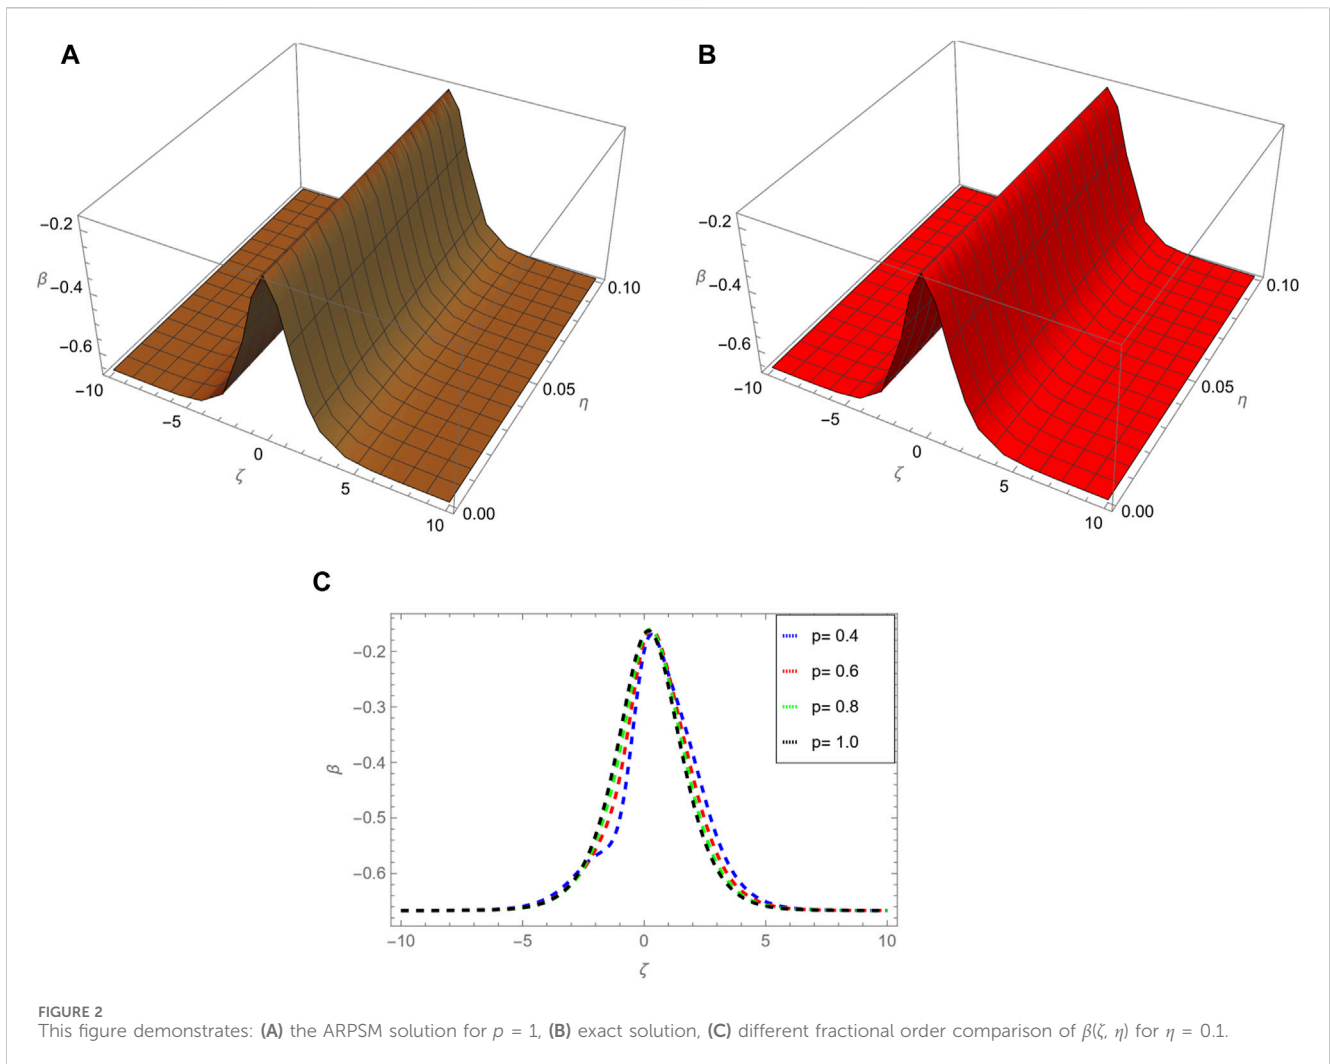 A
B
−0.2
β
−0.4
−0.6
−10
−5
0
ζ
5
10
0.00
0.05
η
0.10
−0.2
β
−0.4
−0.6
−10
−5
0
ζ
5
10
0.00
0.05
η
0.10
C
−0.2
−0.3
−0.4
β
−0.5
−0.6
−10
−5
0
5
10
ζ
p= 0.4
p= 0.6
p= 0.8
p= 1.0
FIGURE 2
This figure demonstrates: (A) the ARPSM solution for p = 1, (B) exact solution, (C) different fractional order comparison of β(ζ, η) for η = 0.1.